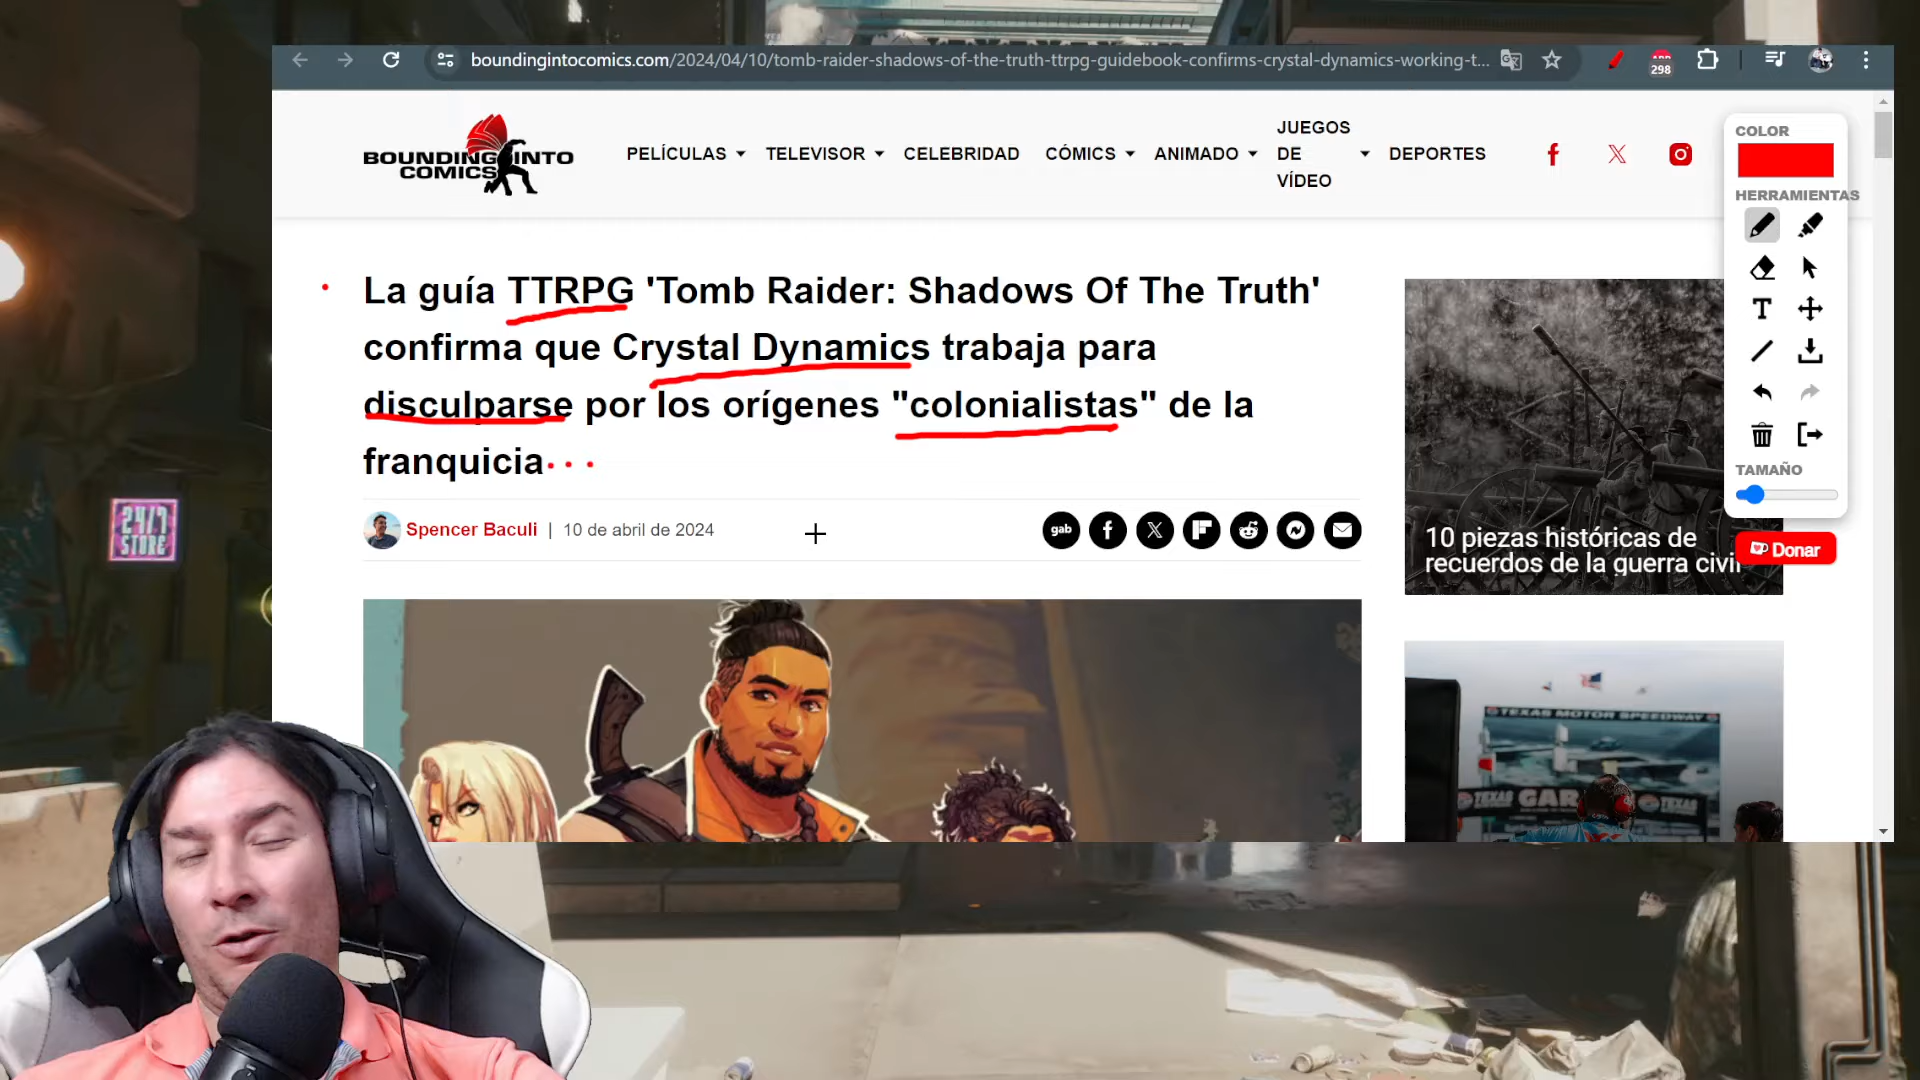 boundingintocomics.com/2024/04/10/tomb-raider-shadows-of-the-truth-ttrpg-guidebook-confirms-crystal-dynamics-working-t...
298
BOUNDING INTO
COMICS
PELÍCULAS
TELEVISOR
CELEBRIDAD
CÓMICS
ANIMADO
JUEGOS
DE
VÍDEO
DEPORTES
COLOR
HERRAMIENTAS
TAMAÑO
Donar
La guía TTRPG 'Tomb Raider: Shadows Of The Truth'
confirma que Crystal Dynamics trabaja para
disculparse por los orígenes "colonialistas" de la
franquicia
Spencer Baculi | 10 de abril de 2024
gab
10 piezas históricas de
recuerdos de la guerra civil
TEXAS MOTOR SPEEDWAY
TEXAS
TEXAS
24/7
STORE